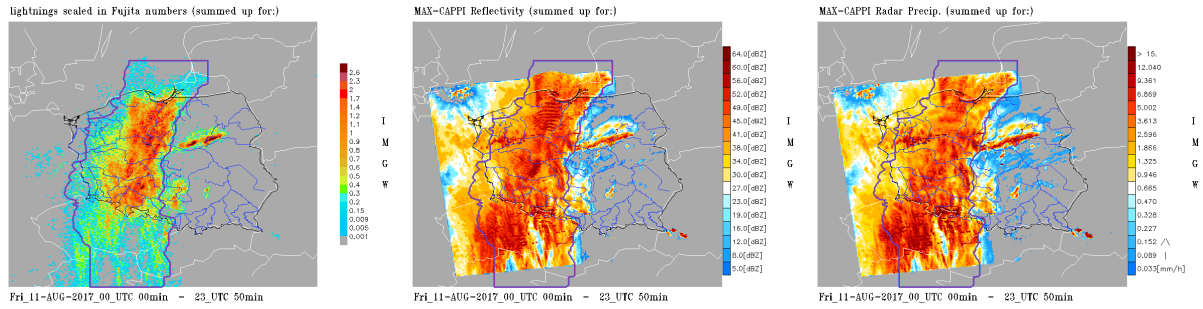 lightnings scaled in Fujita numbers (summed up for:)
2.6
2.3
2
1.7
1.4
1.2
1.1
1
0.9
0.8
0.7
0.6
0.5
0.4
0.3
0.2
0.15
0.009
0.005
0.001
I
M
G
W
Fri_11-AUG-2017_00_UTC 00min - 23_UTC 50min
MAX-CAPPI Reflectivity (summed up for:)
64.0[dBZ]
60.0[dBZ]
56.0[dBZ]
52.0[dBZ]
49.0[dBZ]
45.0[dBZ]
41.0[dBZ]
38.0[dBZ]
34.0[dBZ]
30.0[dBZ]
27.0[dBZ]
23.0[dBZ]
19.0[dBZ]
16.0[dBZ]
12.0[dBZ]
8.0[dBZ]
5.0[dBZ]
I
M
G
W
Fri_11-AUG-2017_00_UTC 00min - 23_UTC 50min
MAX-CAPPI Radar Precip. (summed up for:)
> 15.
12.040
9.361
6.869
5.002
3.613
2.596
1.866
1.325
0.946
0.665
0.470
0.328
0.227
0.152 /\
0.089 |
0.033[mm/h]
I
M
G
W
Fri_11-AUG-2017_00_UTC 00min - 23_UTC 50min